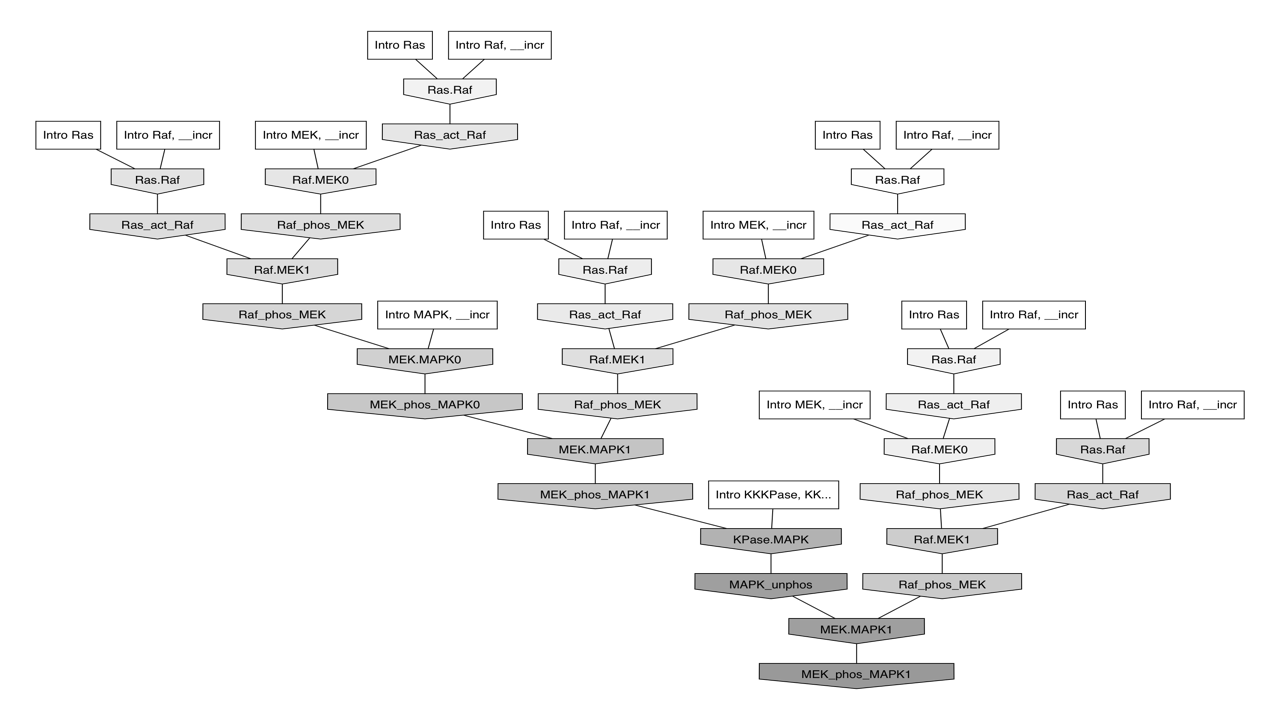 Intro Ras
Intro Raf, __incr
Ras.Raf
Intro Ras
Intro Raf, __incr
Intro MEK, __incr
Ras_act_Raf
Intro Ras
Intro Raf, __incr
Ras.Raf
Raf.MEK0
Ras.Raf
Ras_act_Raf
Raf_phos_MEK
Intro Ras
Intro Raf, __incr
Intro MEK, __incr
Ras_act_Raf
Raf.MEK1
Ras.Raf
Raf.MEK0
Raf_phos_MEK
Intro MAPK, __incr
Ras_act_Raf
Raf_phos_MEK
Intro Ras
Intro Raf, __incr
MEK.MAPK0
Raf.MEK1
Ras.Raf
MEK_phos_MAPK0
Raf_phos_MEK
Intro MEK, __incr
Ras_act_Raf
Intro Ras
Intro Raf, __incr
MEK.MAPK1
Raf.MEK0
Ras.Raf
MEK_phos_MAPK1
Intro KKKPase, KK...
Raf_phos_MEK
Ras_act_Raf
KPase.MAPK
Raf.MEK1
MAPK_unphos
Raf_phos_MEK
MEK.MAPK1
MEK_phos_MAPK1